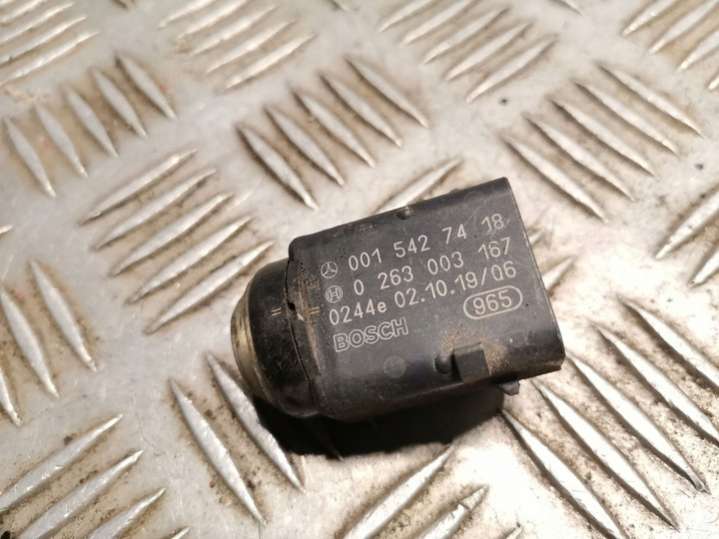 001 542 74 18
0 263 003 167
0244e 02.10.19/06
BOSCH 965